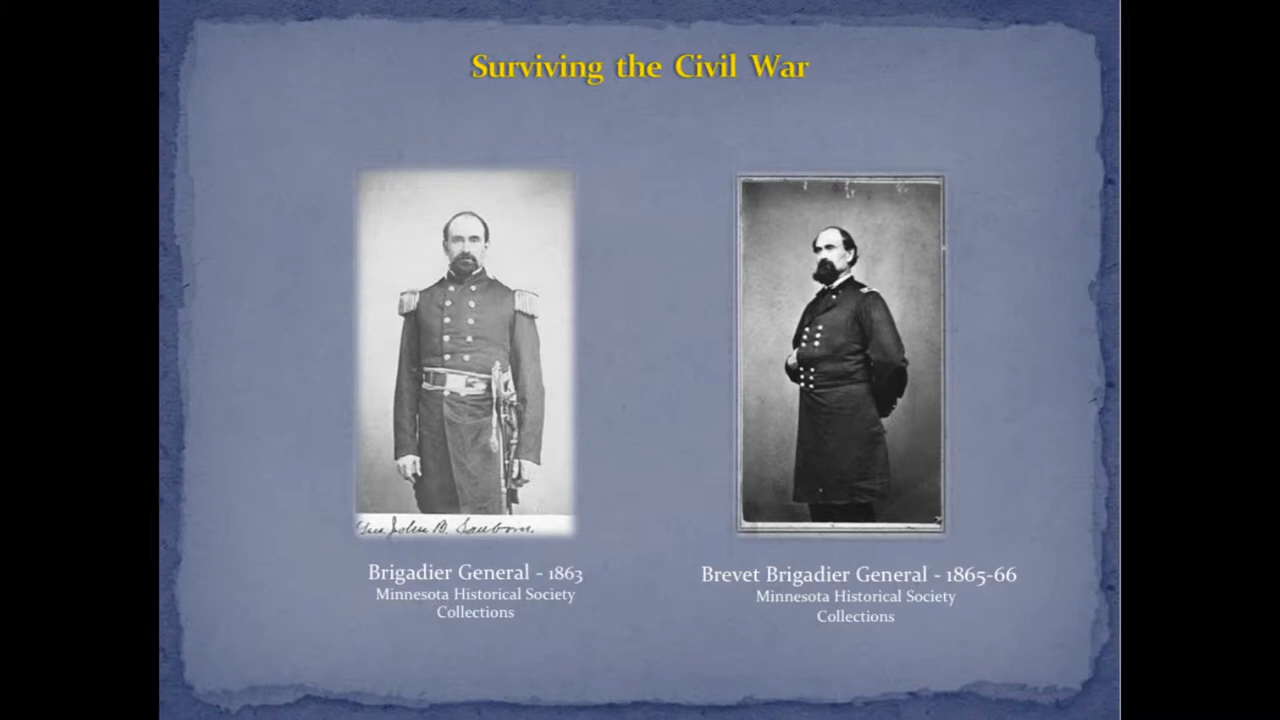 Surviving the Civil War
Gen. John B. Sanborn.
Brigadier General - 1863
Minnesota Historical Society
Collections
Brevet Brigadier General - 1865-66
Minnesota Historical Society
Collections